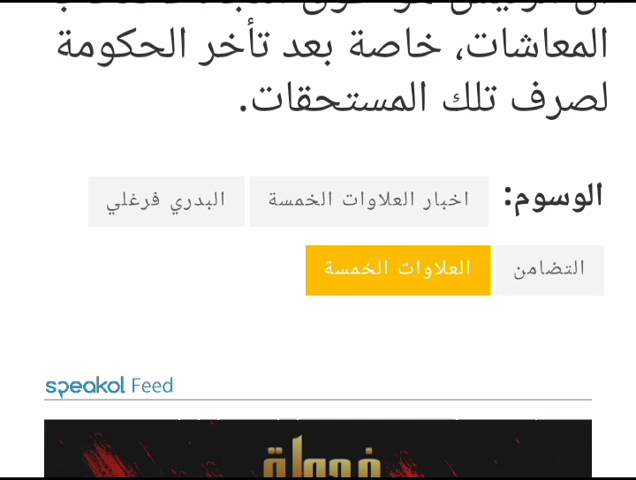 المعاشات، خاصة بعد تأخر الحكومة
لصرف تلك المستحقات.
الوسوم: اخبار العلاوات الخمسة البدري فرغلي
التضامن العلاوات الخمسة
speakol Feed